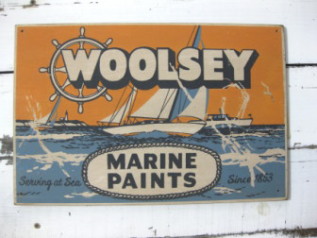 WOOLSEY
MARINE
PAINTS
Serving at Sea
Since 1853